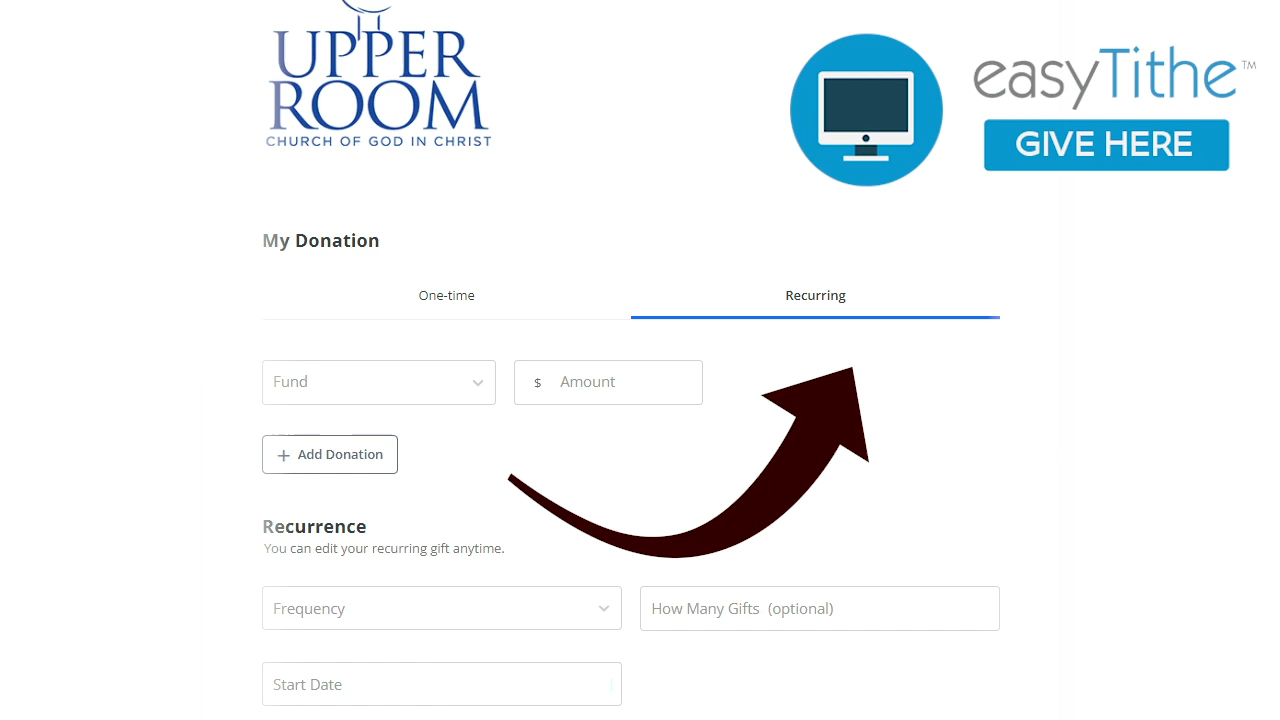 UPPER
ROOM
CHURCH OF GOD IN CHRIST
easyTithe™
GIVE HERE
My Donation
One-time
Recurring
Fund
$ Amount
+ Add Donation
Recurrence
You can edit your recurring gift anytime.
Frequency
How Many Gifts (optional)
Start Date